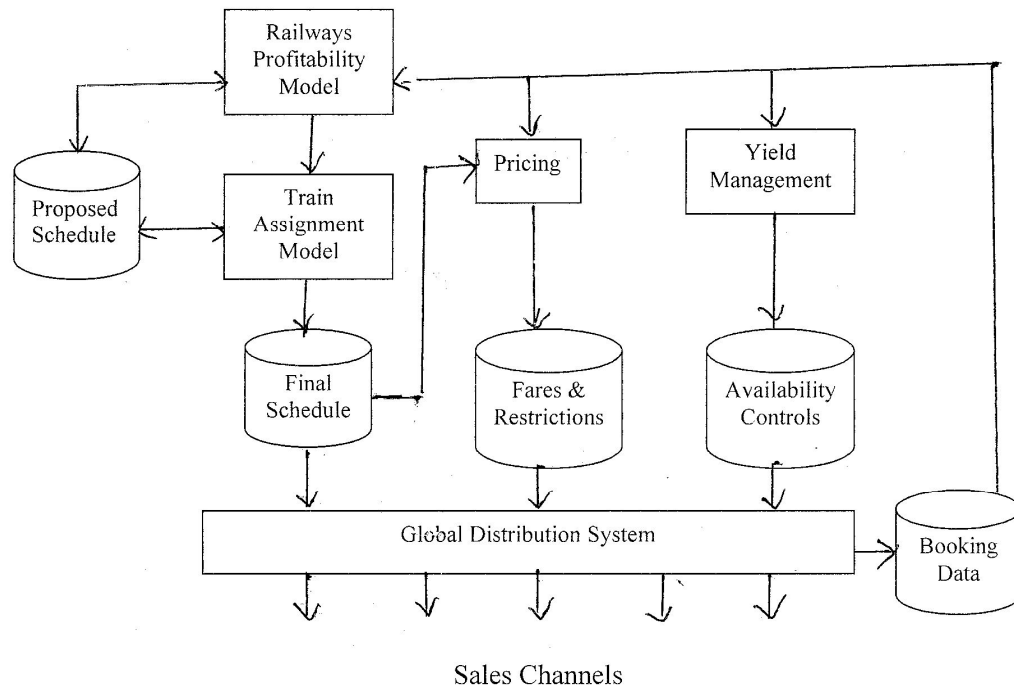 Railways
Profitability
Model
Proposed
Schedule
Train
Assignment
Model
Pricing
Yield
Management
Final
Schedule
Fares &
Restrictions
Availability
Controls
Global Distribution System
Booking
Data
Sales Channels